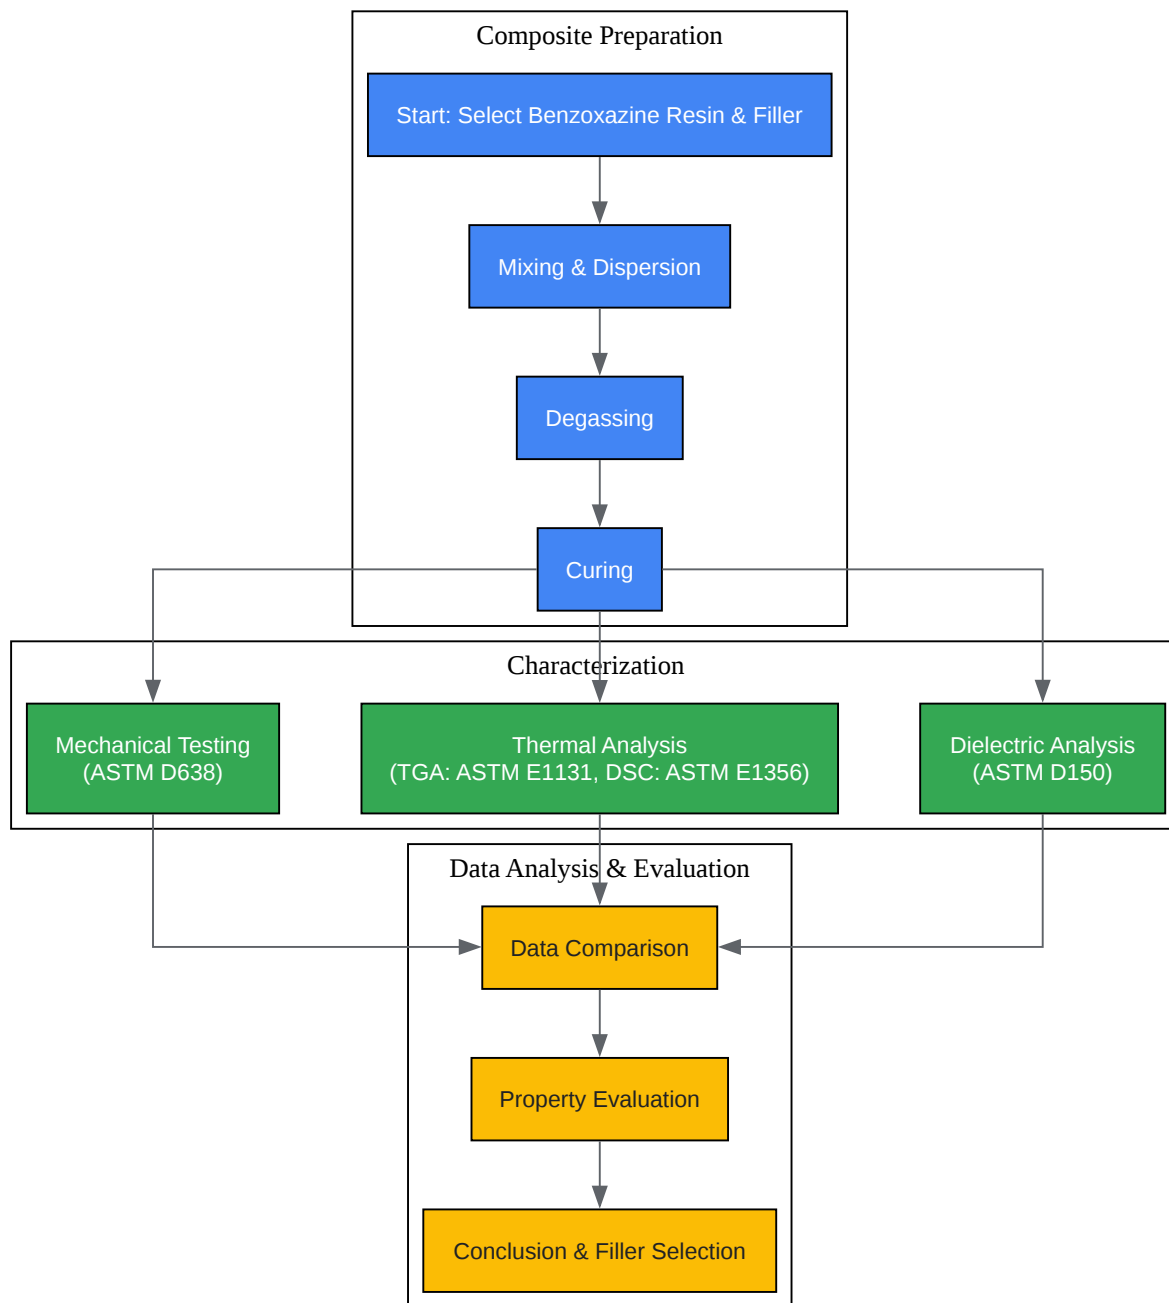 Composite Preparation
Start: Select Benzoxazine Resin & Filler
Mixing & Dispersion
Degassing
Curing
Characterization
Mechanical Testing
(ASTM D638)
Thermal Analysis
(TGA: ASTM E1131, DSC: ASTM E1356)
Dielectric Analysis
(ASTM D150)
Data Analysis & Evaluation
Data Comparison
Property Evaluation
Conclusion & Filler Selection